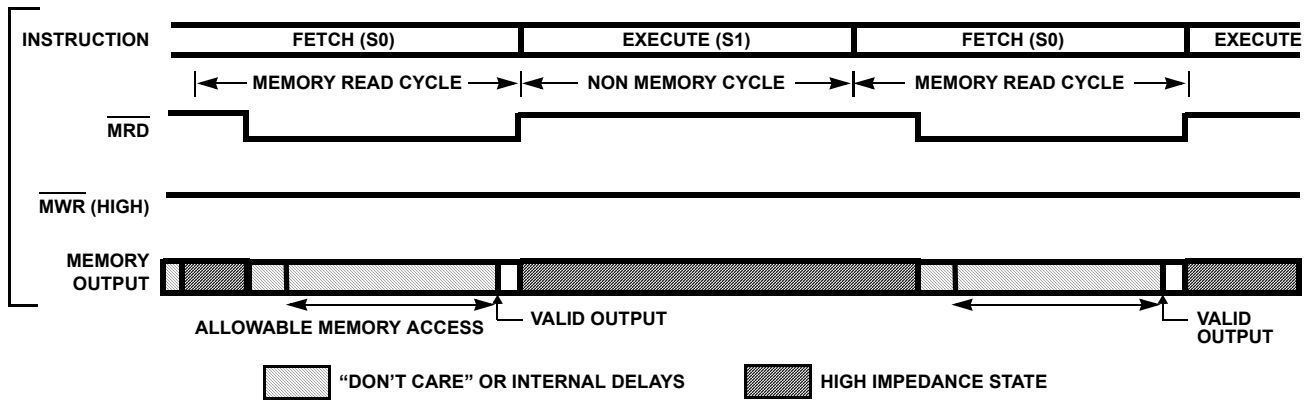 INSTRUCTION FETCH (S0) EXECUTE (S1) FETCH (S0) EXECUTE
MEMORY READ CYCLE NON MEMORY CYCLE MEMORY READ CYCLE
MRD
MWR (HIGH)
MEMORY
OUTPUT
ALLOWABLE MEMORY ACCESS
VALID OUTPUT
VALID
OUTPUT
“DON’T CARE” OR INTERNAL DELAYS
HIGH IMPEDANCE STATE